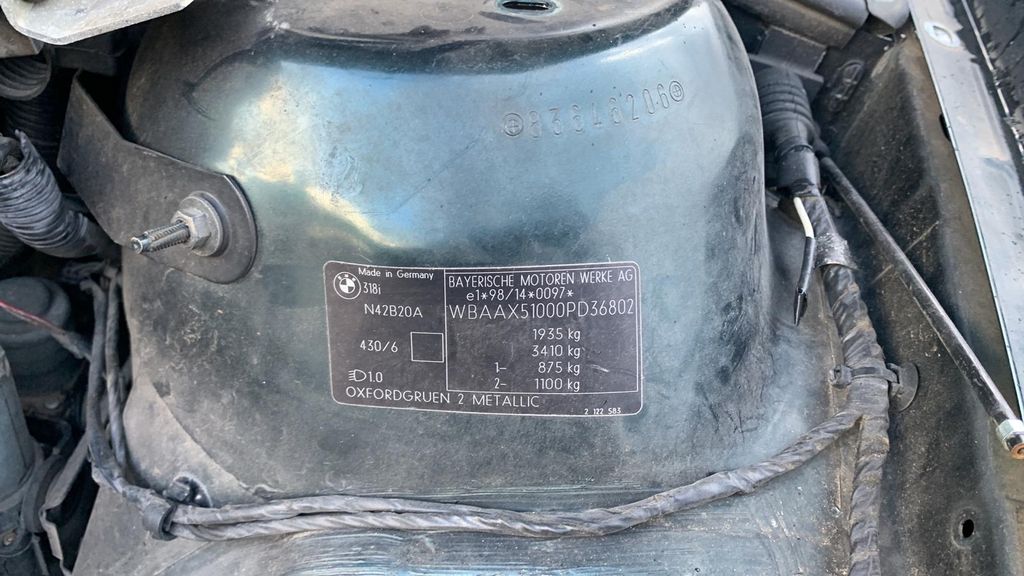 Made in Germany
318i
N42B20A
430/6
1.0
BAYERISCHE MOTOREN WERKE AG
e1*98/14*0097*
WBAAX51000PD36802
1935 kg
3410 kg
1- 875 kg
2- 1100 kg
OXFORDGRUEN 2 METALLIC
2 122 583